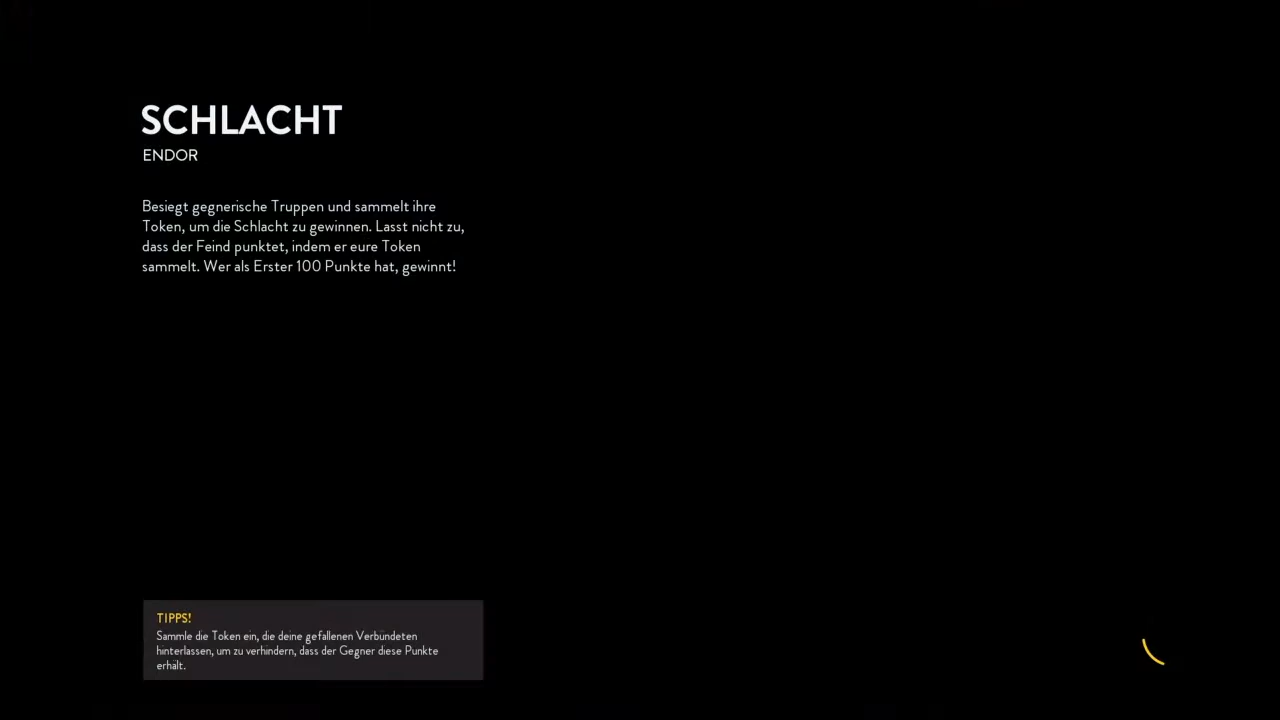 SCHLACHT
ENDOR
Besiegt gegnerische Truppen und sammelt ihre
Token, um die Schlacht zu gewinnen. Lasst nicht zu,
dass der Feind punktet, indem er eure Token
sammelt. Wer als Erster 100 Punkte hat, gewinnt!
TIPPS!
Sammle die Token ein, die deine gefallenen Verbündeten
hinterlassen, um zu verhindern, dass der Gegner diese Punkte
erhält.